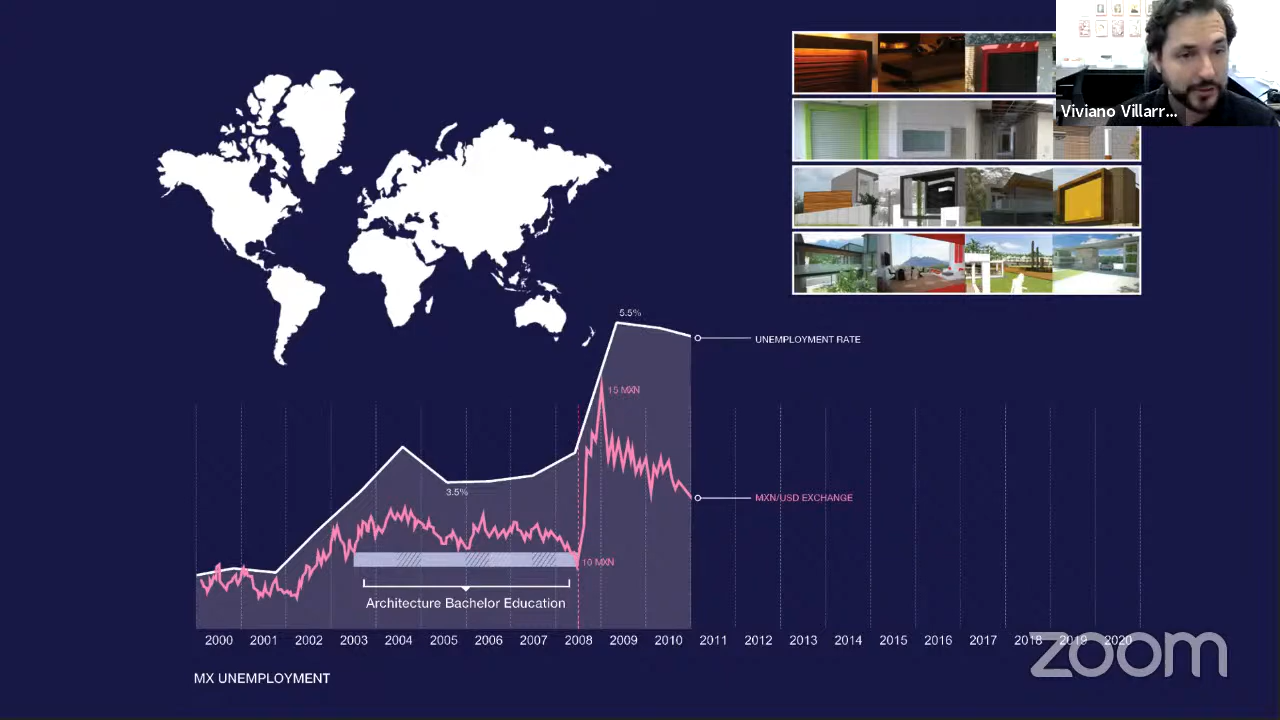 Viviano Villarr...
5.5%
UNEMPLOYMENT RATE
15 MXN
3.5%
MXN/USD EXCHANGE
10 MXN
Architecture Bachelor Education
2000 2001 2002 2003 2004 2005 2006 2007 2008 2009 2010 2011 2012 2013 2014 2015 2016 2017 2018 2019 2020
zoom
MX UNEMPLOYMENT